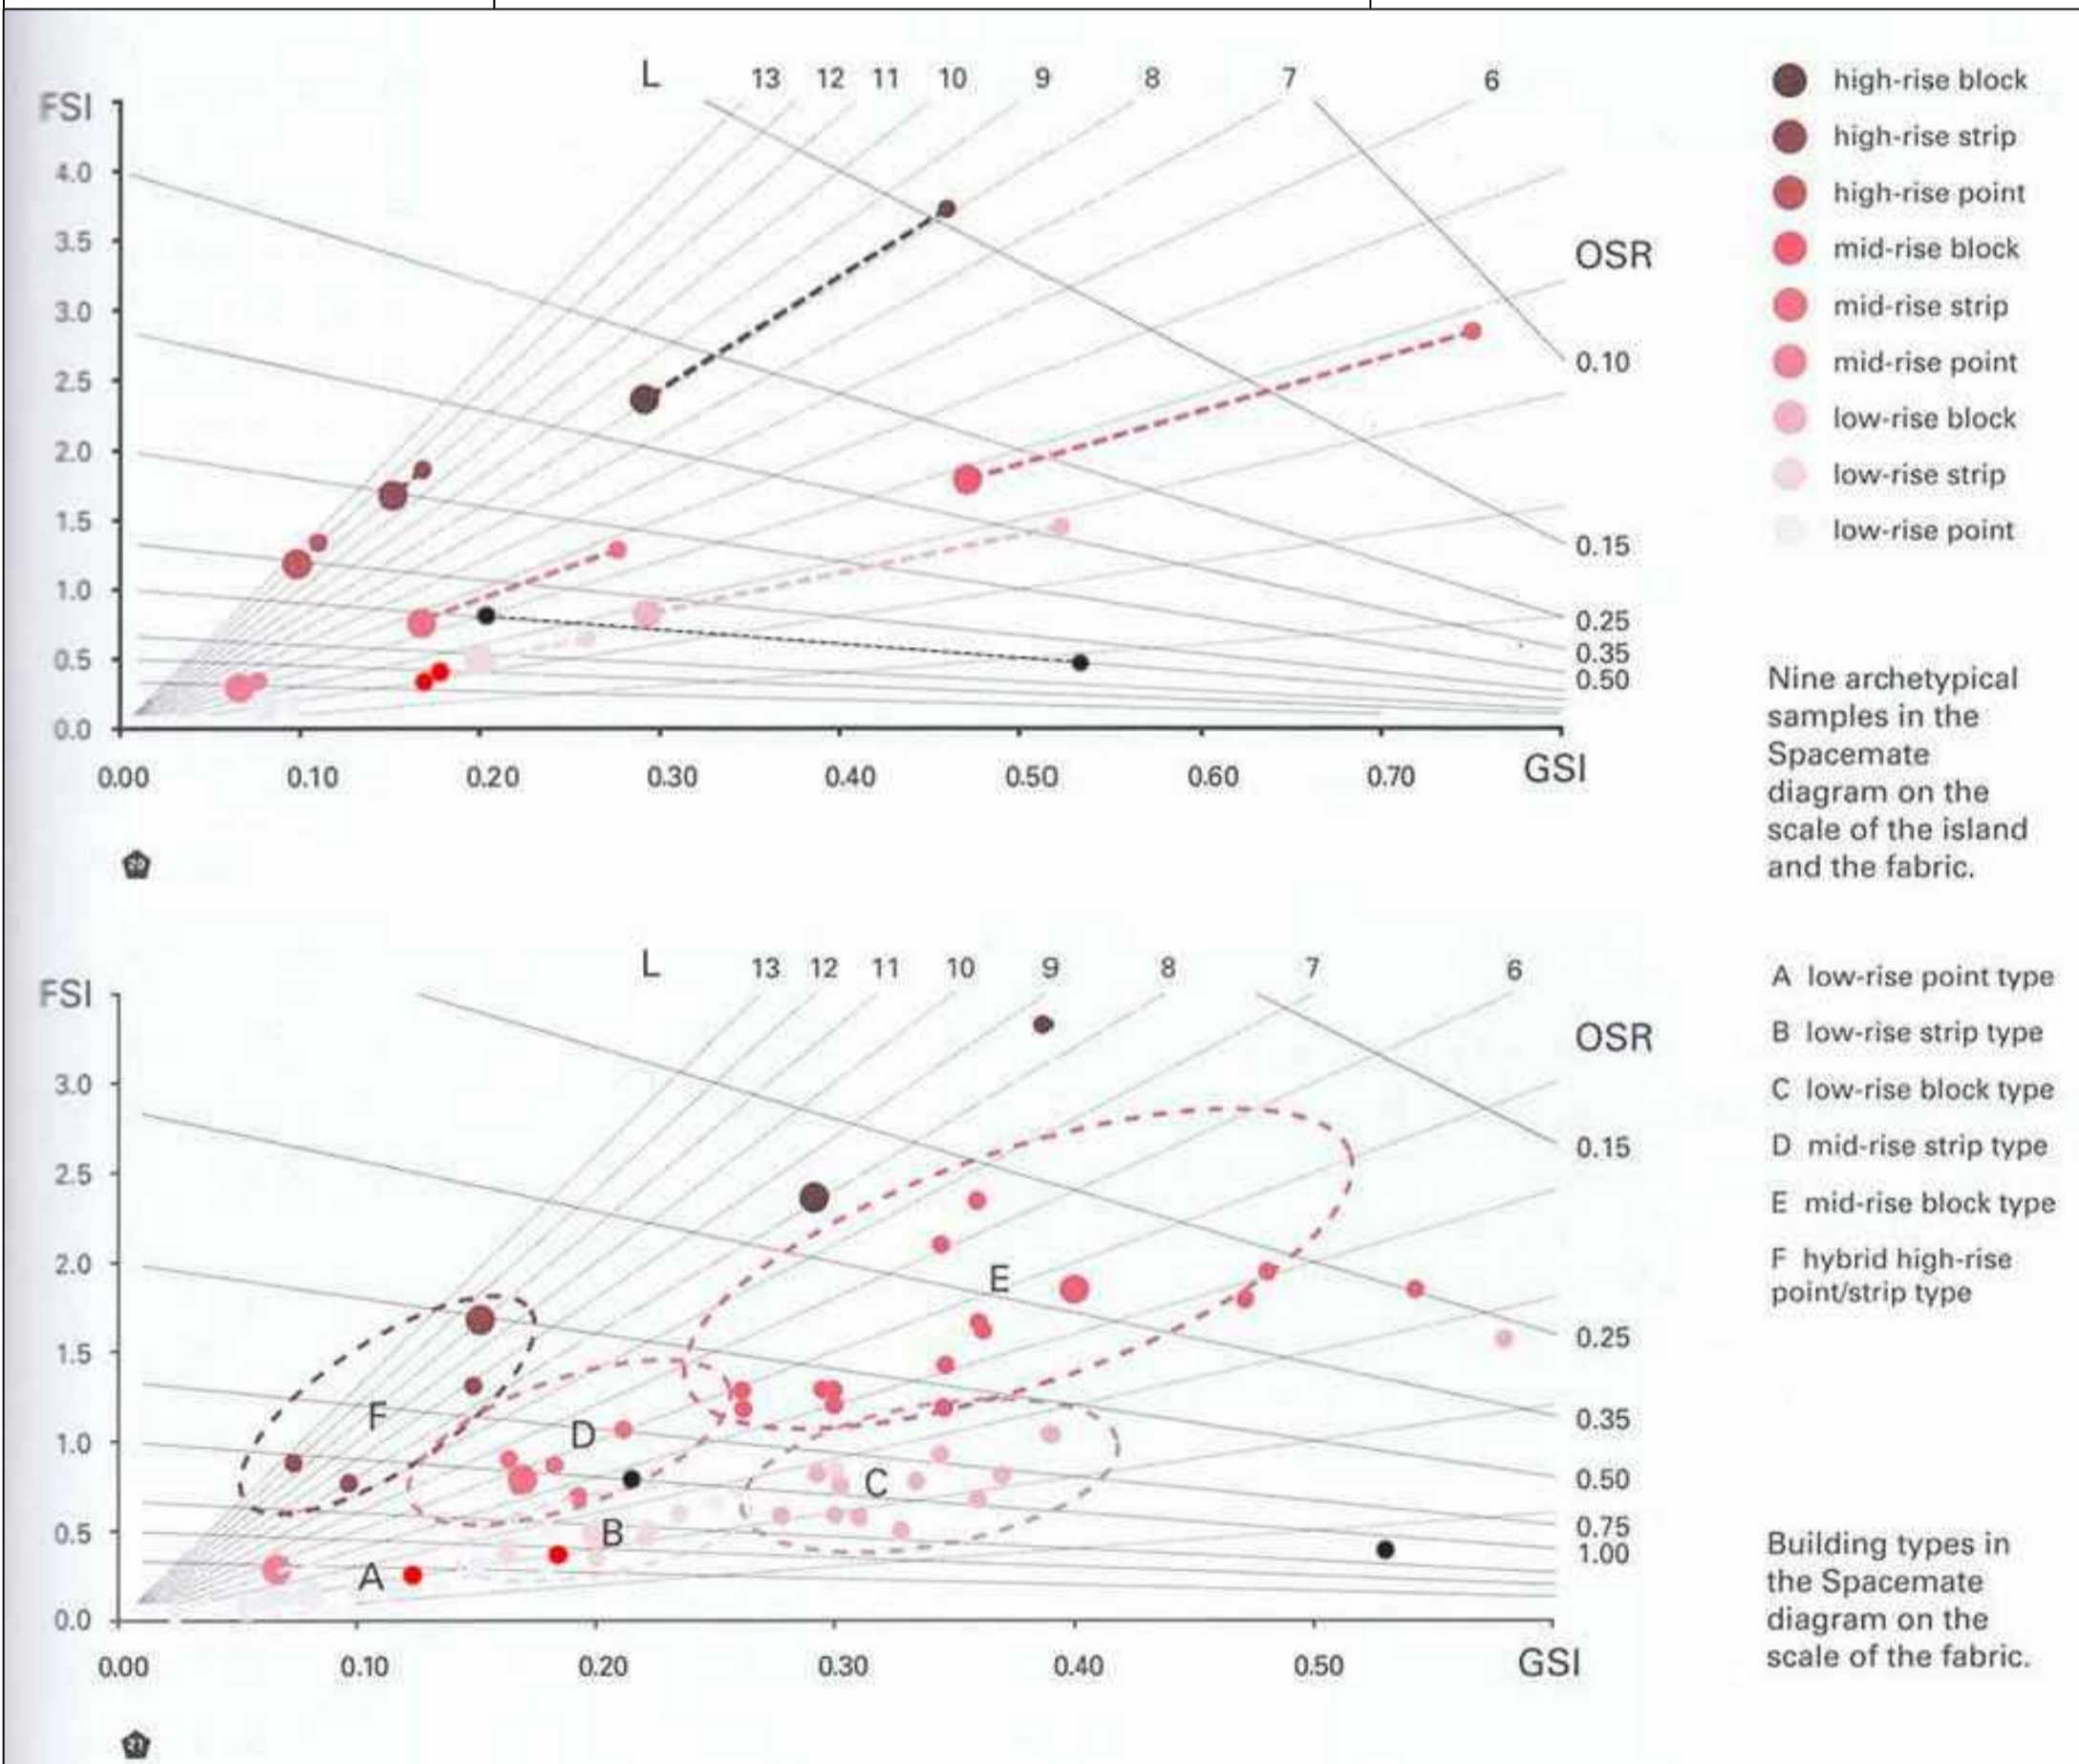 L 13 12 11 10 9 8 7 6
FSI
4.0
3.5
3.0
2.5
2.0
1.5
1.0
0.5
0.0
OSR
0.10
0.15
0.25
0.35
0.50
0.00 0.10 0.20 0.30 0.40 0.50 0.60 0.70 GSI
high-rise block
high-rise strip
high-rise point
mid-rise block
mid-rise strip
mid-rise point
low-rise block
low-rise strip
low-rise point
Nine archetypical
samples in the
Spacemate
diagram on the
scale of the island
and the fabric.
L 13 12 11 10 9 8 7 6
FSI
3.0
2.5
2.0
1.5
1.0
0.5
0.0
OSR
0.15
0.25
0.35
0.50
0.75
1.00
E
F
D
C
B
A
0.00 0.10 0.20 0.30 0.40 0.50 GSI
A low-rise point type
B low-rise strip type
C low-rise block type
D mid-rise strip type
E mid-rise block type
F hybrid high-rise
point/strip type
Building types in
the Spacemate
diagram on the
scale of the fabric.